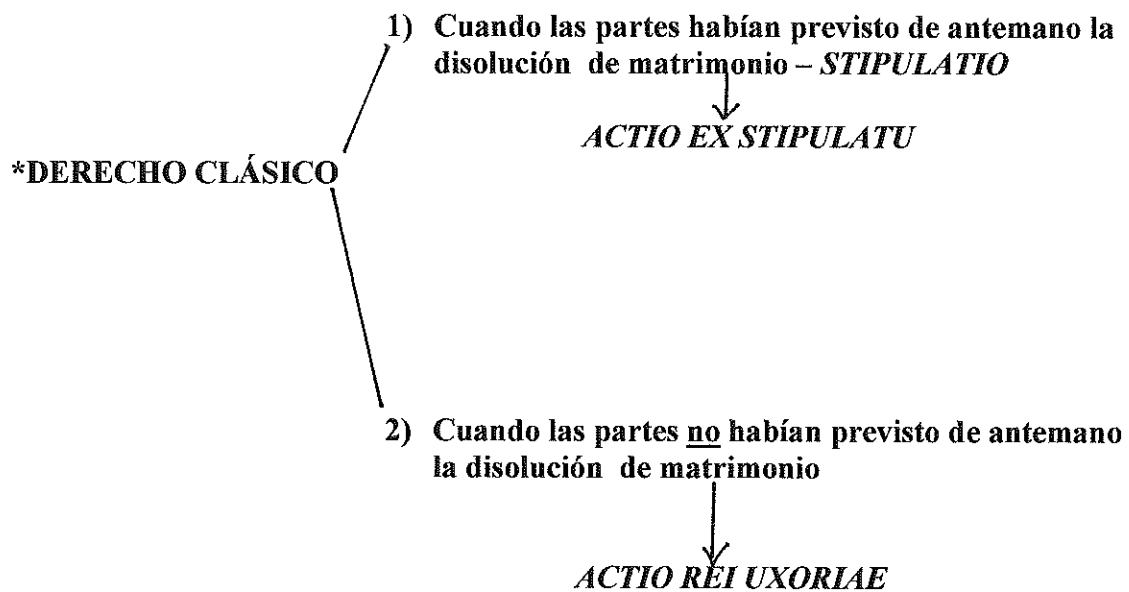 1) Cuando las partes habían previsto de antemano la
disolución de matrimonio – STIPULATIO
ACTIO EX STIPULATU
*DERECHO CLÁSICO
2) Cuando las partes no habían previsto de antemano
la disolución de matrimonio
ACTIO REI UXORIAE